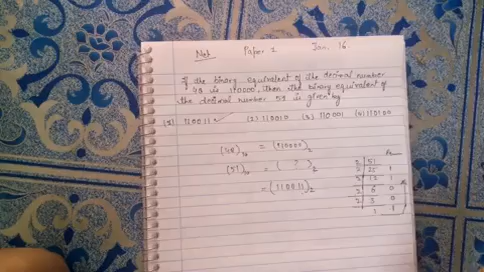 Net Paper 1 Jan, 16
If the binary equivalent of the decimal number
48 is 110000, then the binary equivalent of
the decimal number 51 is given by
(1) 110011 ✓ (2) 110010 (3) 110001 (4) 110100
(48)₁₀ = (110000)₂
(51)₁₀ = ( ? )₂
= (110011)₂
2 51
2 25 1
2 12 1
2 6 0
2 3 0
1 1